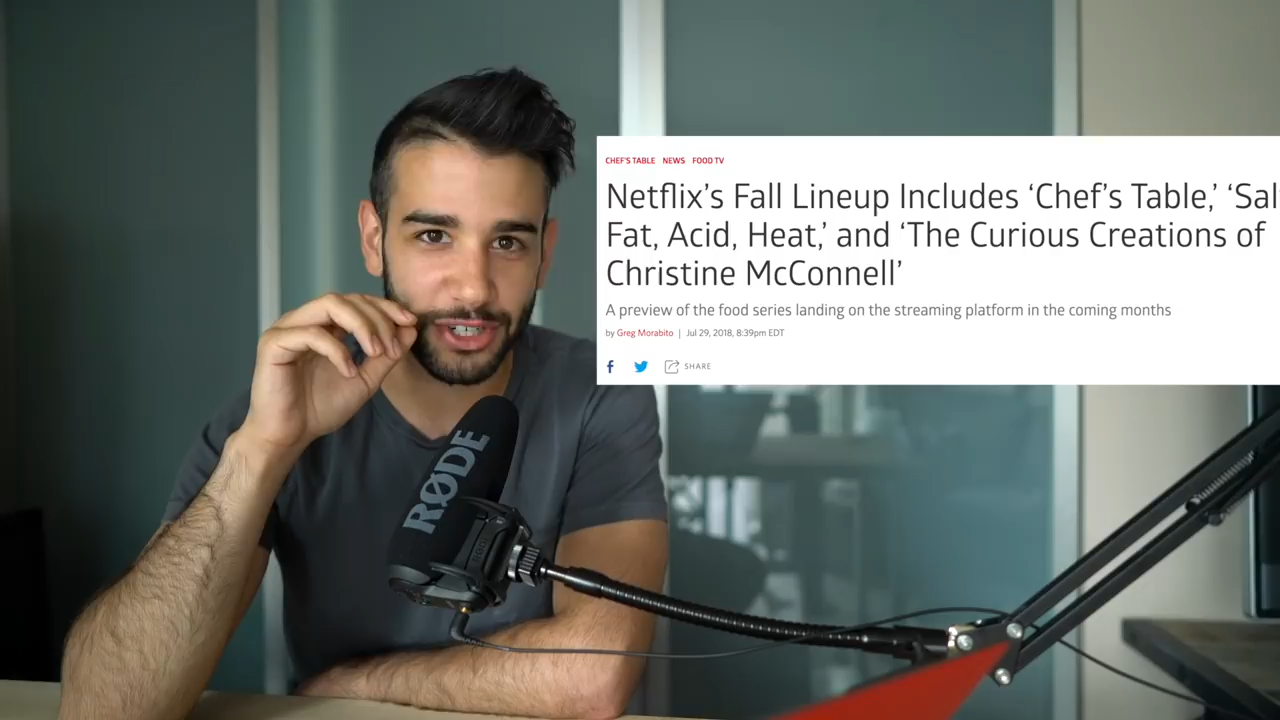 CHEF'S TABLE NEWS FOOD TV
Netflix's Fall Lineup Includes ‘Chef's Table,’ ‘Sal
Fat, Acid, Heat,’ and ‘The Curious Creations of
Christine McConnell’
A preview of the food series landing on the streaming platform in the coming months
by Greg Morabito | Jul 29, 2018, 8:39pm EDT
SHARE
RØDE